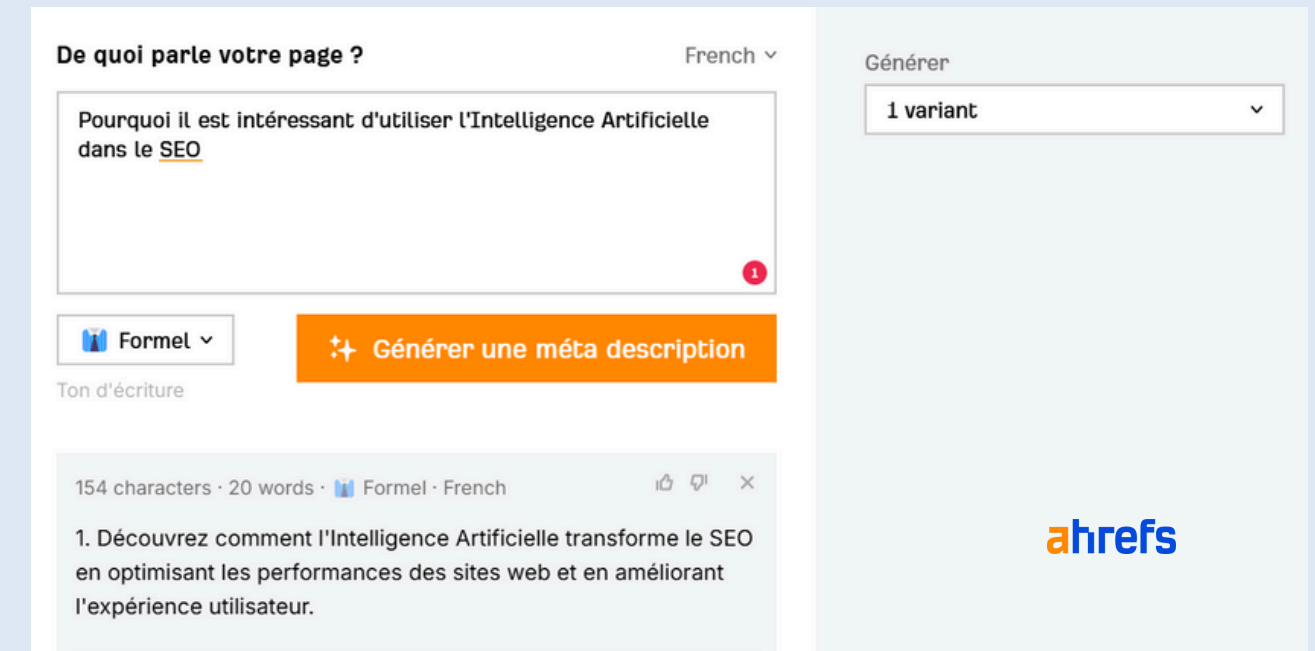 De quoi parle votre page ?
French
Pourquoi il est intéressant d'utiliser l'Intelligence Artificielle
dans le SEO
1
Formel
Générer une méta description
Ton d'écriture
154 characters · 20 words · Formel · French
1. Découvrez comment l'Intelligence Artificielle transforme le SEO
en optimisant les performances des sites web et en améliorant
l'expérience utilisateur.
Générer
1 variant
ahrefs